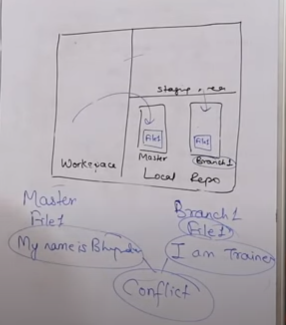 Staging area
File1 File1
Master Branch1
Workspace Local Repo
Master Branch1
File1 File1
My name is Bhupinder I am Trainer
Conflict